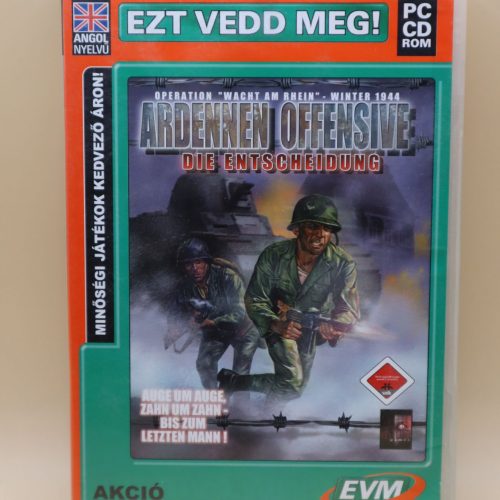 ANGOL
NYELVŰ
EZT VEDD MEG!
PC
CD
ROM
MINŐSÉGI JÁTÉKOK KEDVEZŐ ÁRON!
OPERATION "WACHT AM RHEIN" - WINTER 1944
ARDENNEN OFFENSIVE
DIE ENTSCHEIDUNG
AUGE UM AUGE,
ZAHN UM ZAHN -
BIS ZUM
LETZTEN MANN!
AKCIÓ
EVM